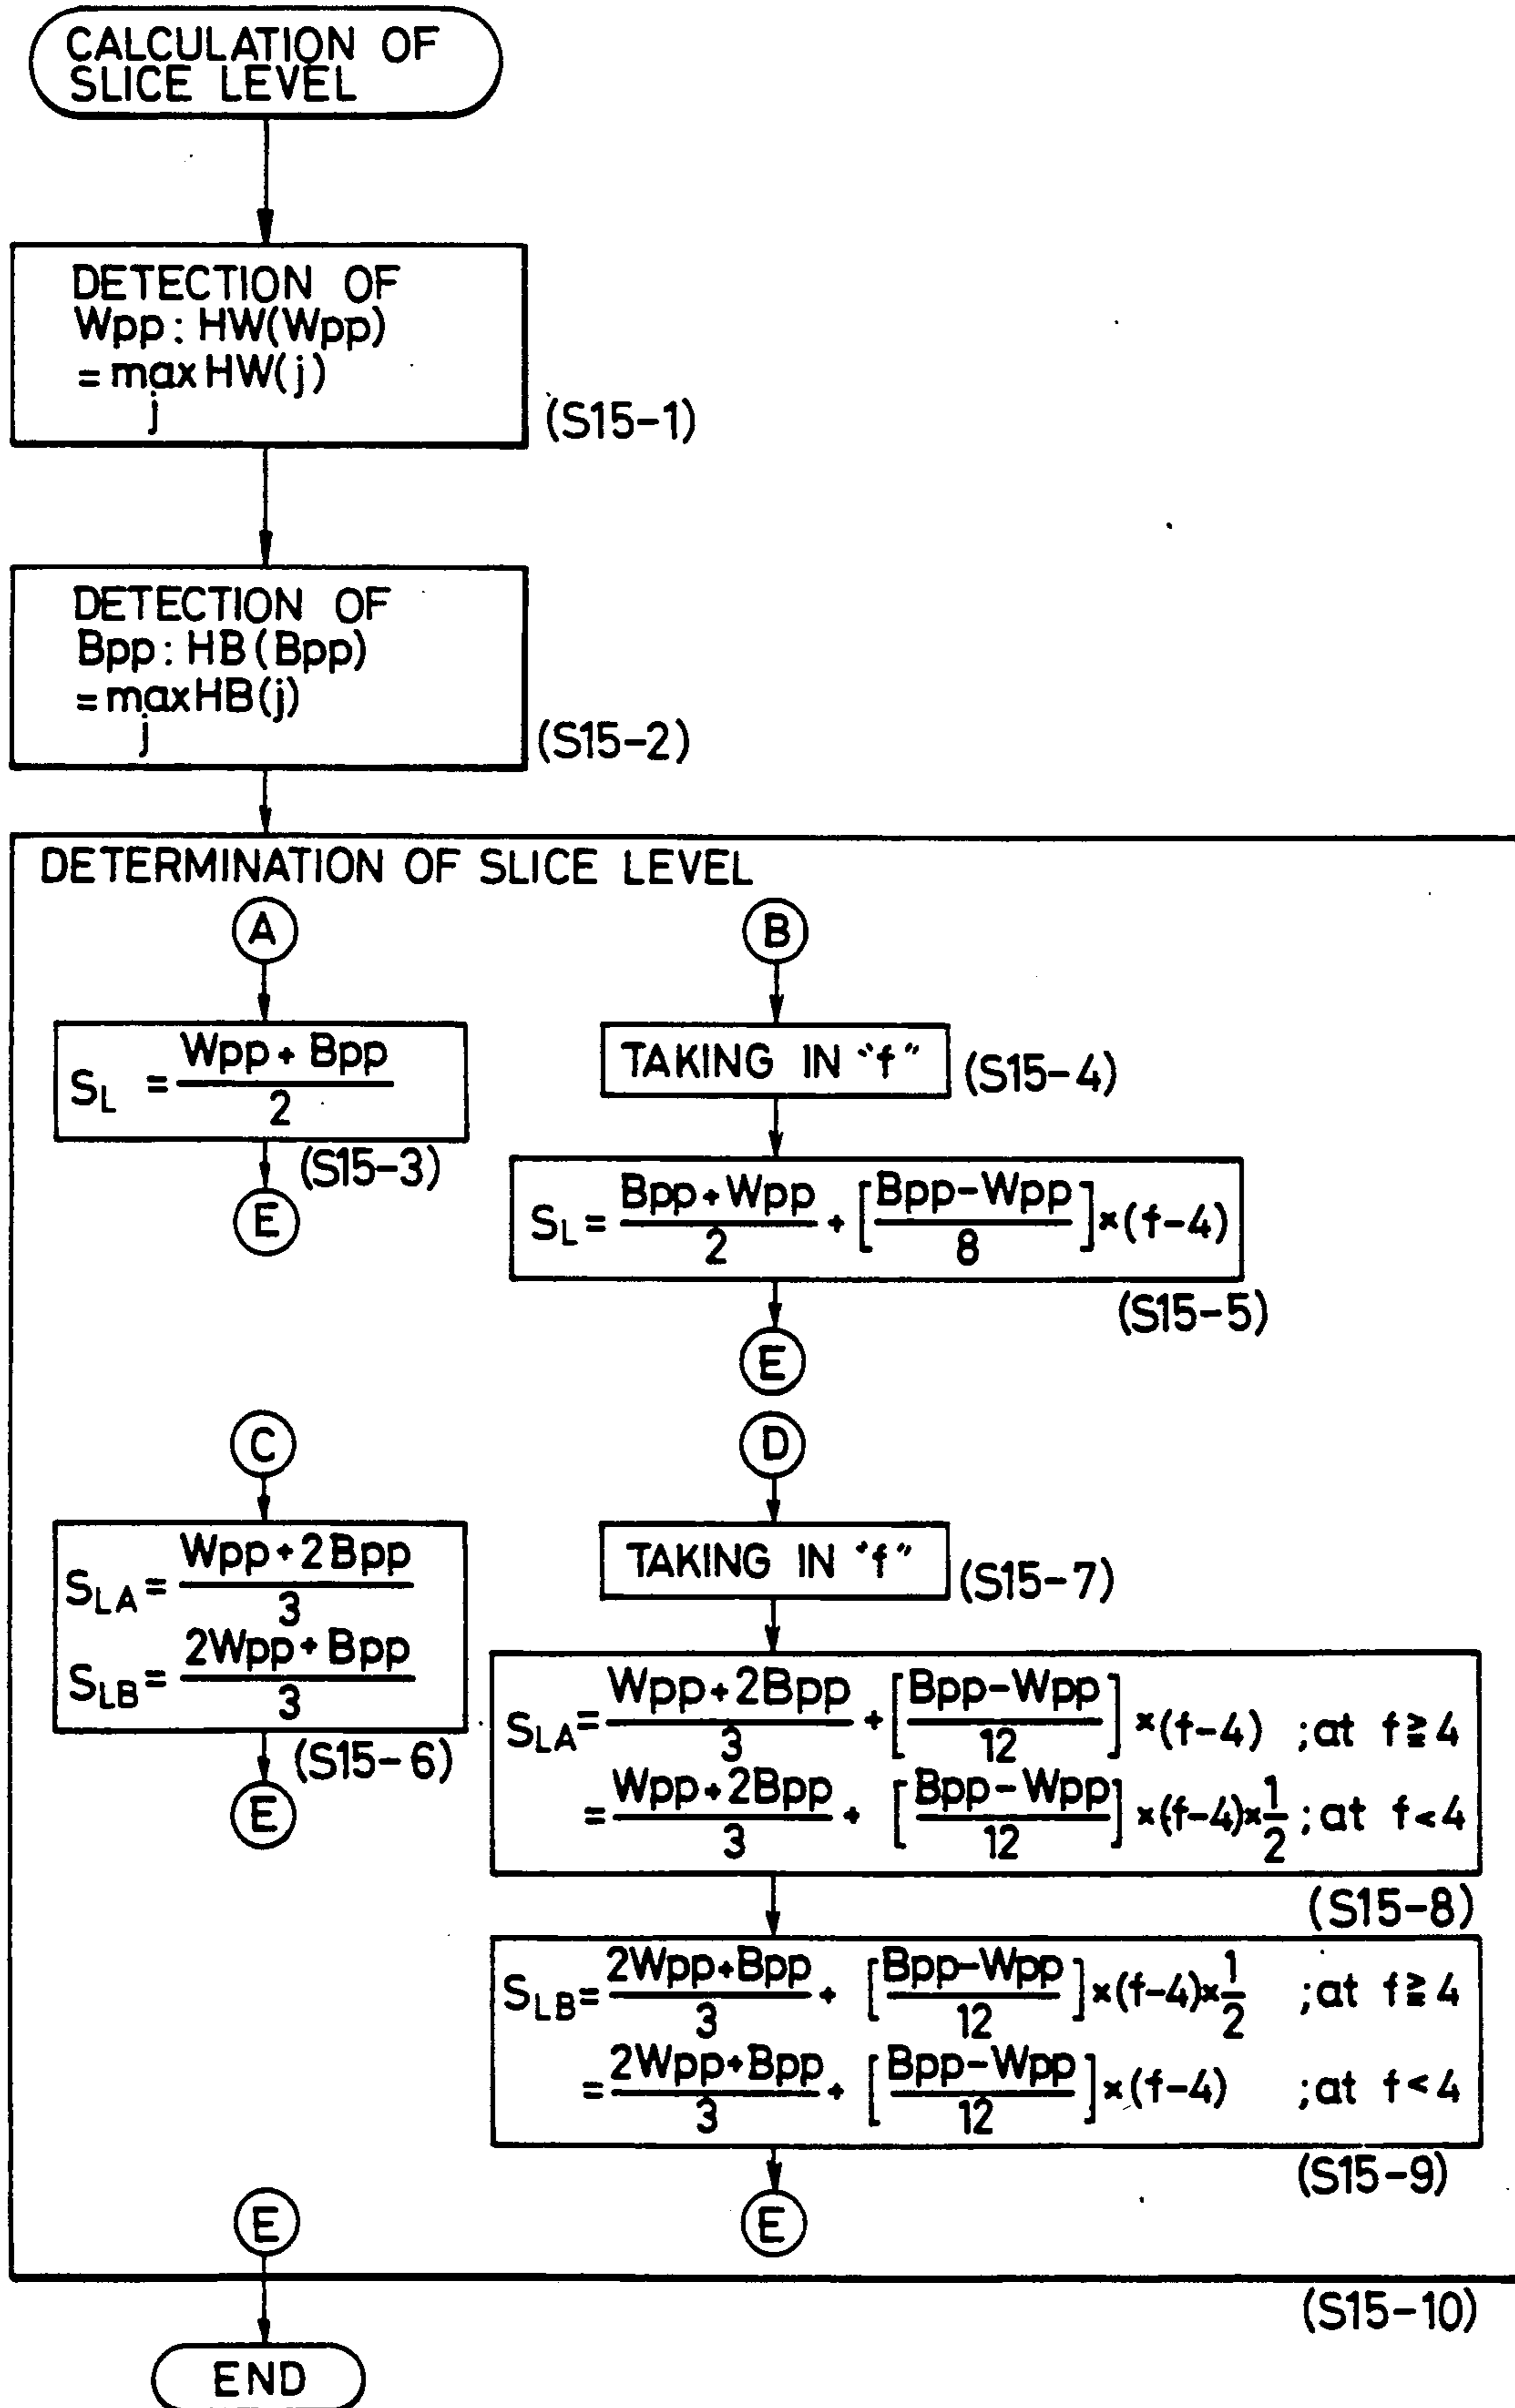 CALCULATION OF
SLICE LEVEL
DETECTION OF
Wpp : HW(Wpp)
= max HW(j)
j
(S15-1)
DETECTION OF
Bpp : HB(Bpp)
= max HB(j)
j
(S15-2)
DETERMINATION OF SLICE LEVEL
A
SL = Wpp + Bpp / 2
(S15-3)
E
B
TAKING IN "f"
(S15-4)
SL = Bpp + Wpp / 2 + [Bpp - Wpp / 8] × (f-4)
(S15-5)
E
C
SLA = Wpp + 2Bpp / 3
SLB = 2Wpp + Bpp / 3
(S15-6)
E
D
TAKING IN "f"
(S15-7)
SLA = Wpp + 2Bpp / 3 + [Bpp - Wpp / 12] × (f-4) ; at f ≧ 4
= Wpp + 2Bpp / 3 + [Bpp - Wpp / 12] × (f-4) × 1/2 ; at f < 4
(S15-8)
SLB = 2Wpp + Bpp / 3 + [Bpp - Wpp / 12] × (f-4) × 1/2 ; at f ≧ 4
= 2Wpp + Bpp / 3 + [Bpp - Wpp / 12] × (f-4) ; at f < 4
(S15-9)
E
E
(S15-10)
END